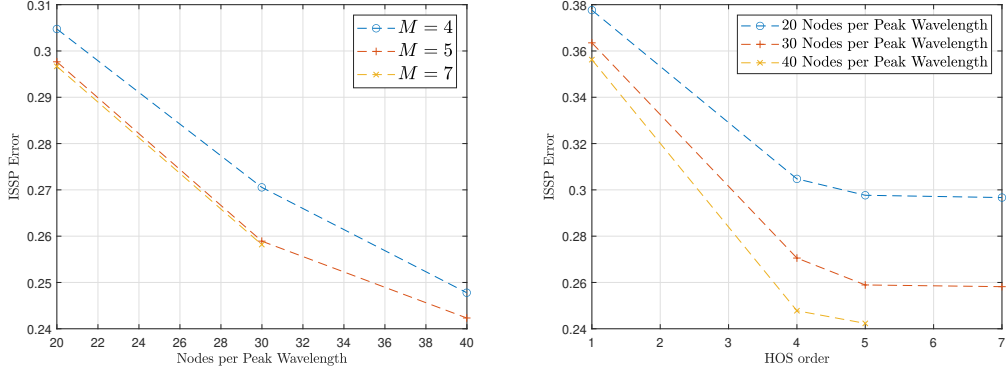 0.31
0.3
0.29
0.28
0.27
0.26
0.25
0.24
ISSP Error
20 22 24 26 28 30 32 34 36 38 40
Nodes per Peak Wavelength
M = 4
M = 5
M = 7
0.38
0.36
0.34
0.32
0.3
0.28
0.26
0.24
ISSP Error
1 2 3 4 5 6 7
HOS order
20 Nodes per Peak Wavelength
30 Nodes per Peak Wavelength
40 Nodes per Peak Wavelength